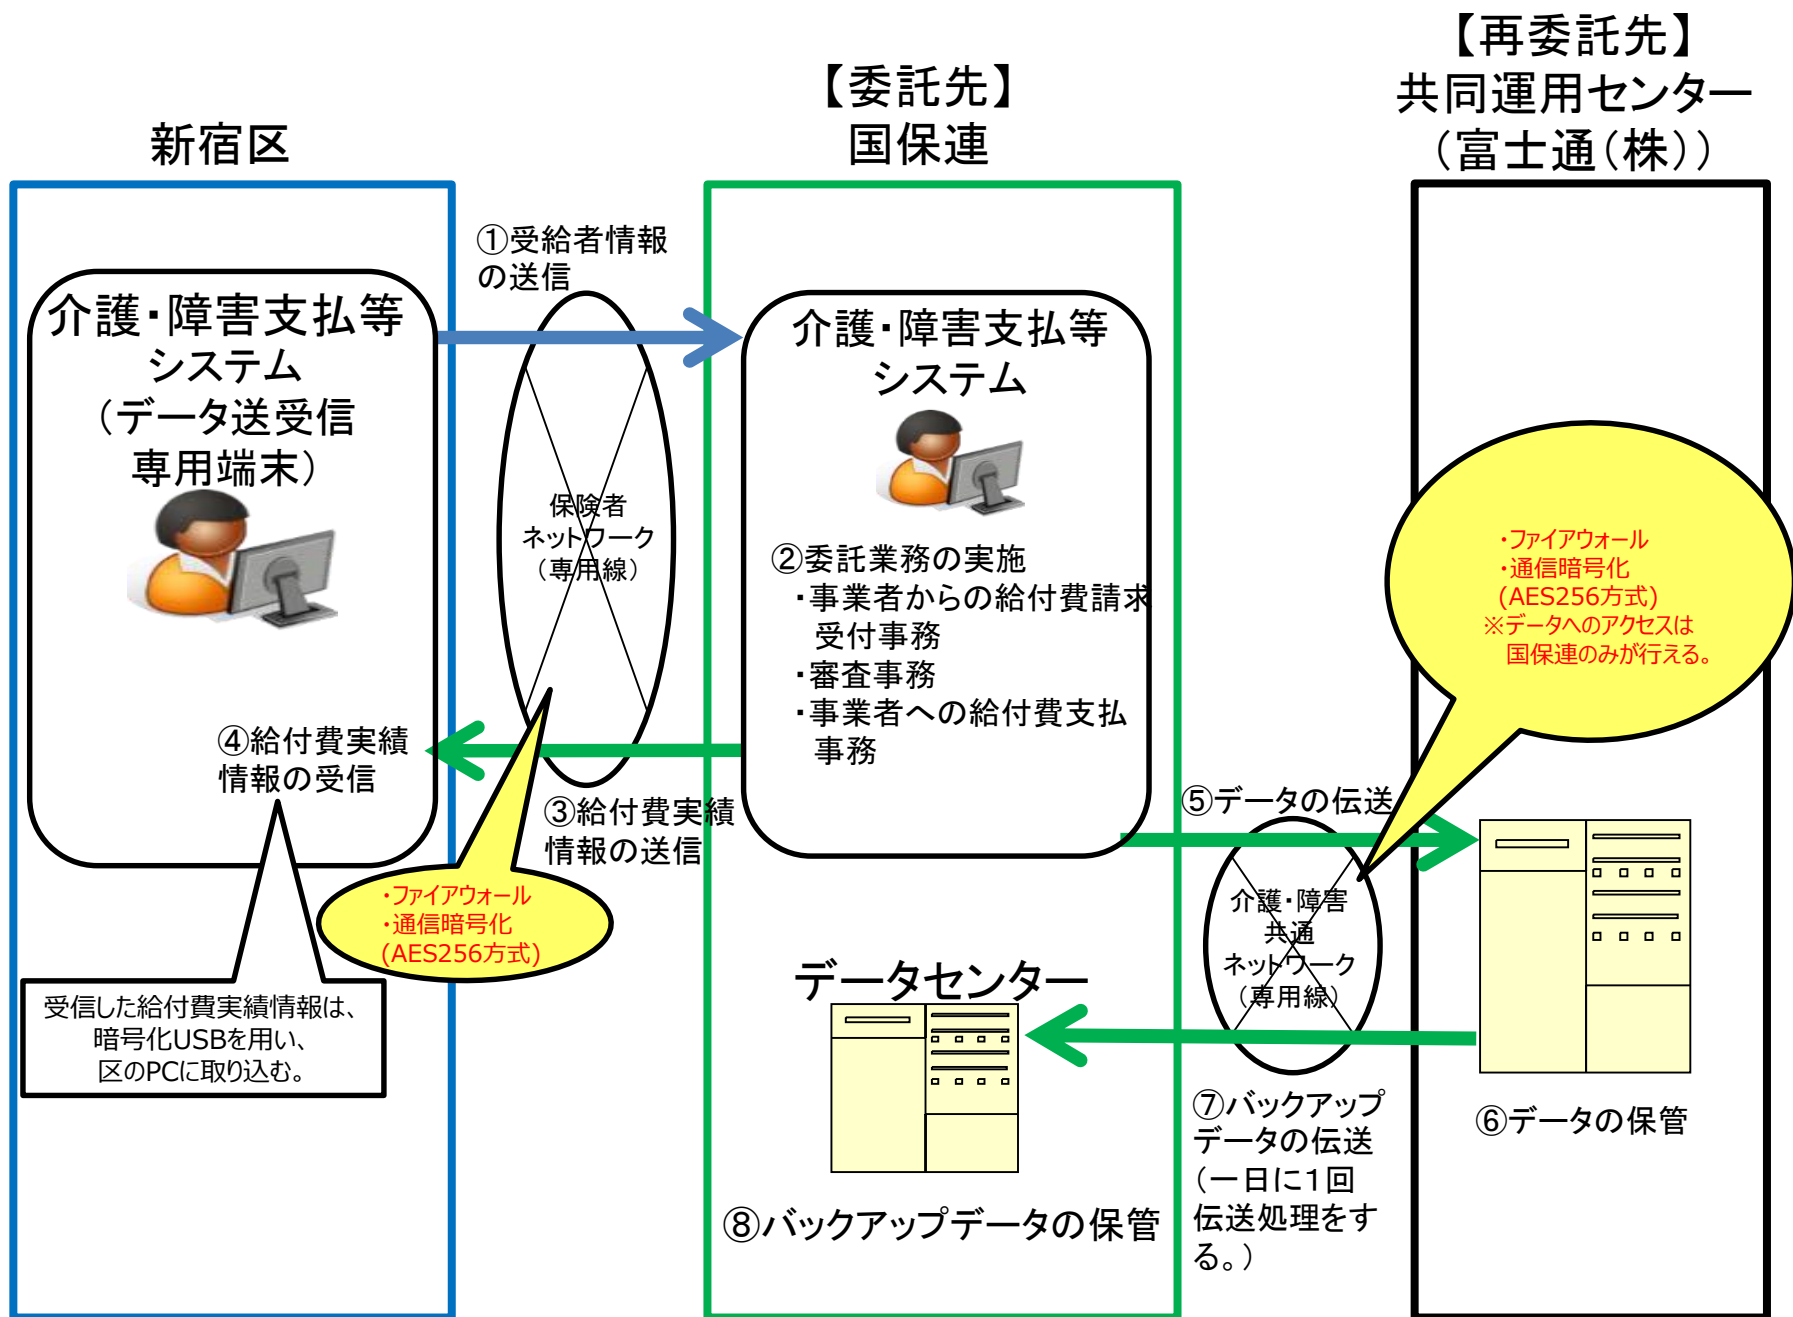 【再委託先】
共同運用センター
（富士通（株））
【委託先】
国保連
新宿区
①受給者情報
の送信
介護・障害支払等
システム
（データ送受信
専用端末）
保険者
ネットワーク
（専用線）
④給付費実績
情報の受信
③給付費実績
情報の送信
・ファイアウォール
・通信暗号化
(AES256方式)
受信した給付費実績情報は、
暗号化USBを用い、
区のPCに取り込む。
介護・障害支払等
システム
②委託業務の実施
・事業者からの給付費請求
受付事務
・審査事務
・事業者への給付費支払
事務
データセンター
⑧バックアップデータの保管
⑤データの伝送
介護・障害
共通
ネットワーク
（専用線）
⑦バックアップ
データの伝送
（一日に１回
伝送処理をす
る。）
・ファイアウォール
・通信暗号化
(AES256方式)
※データへのアクセスは
国保連のみが行える。
⑥データの保管